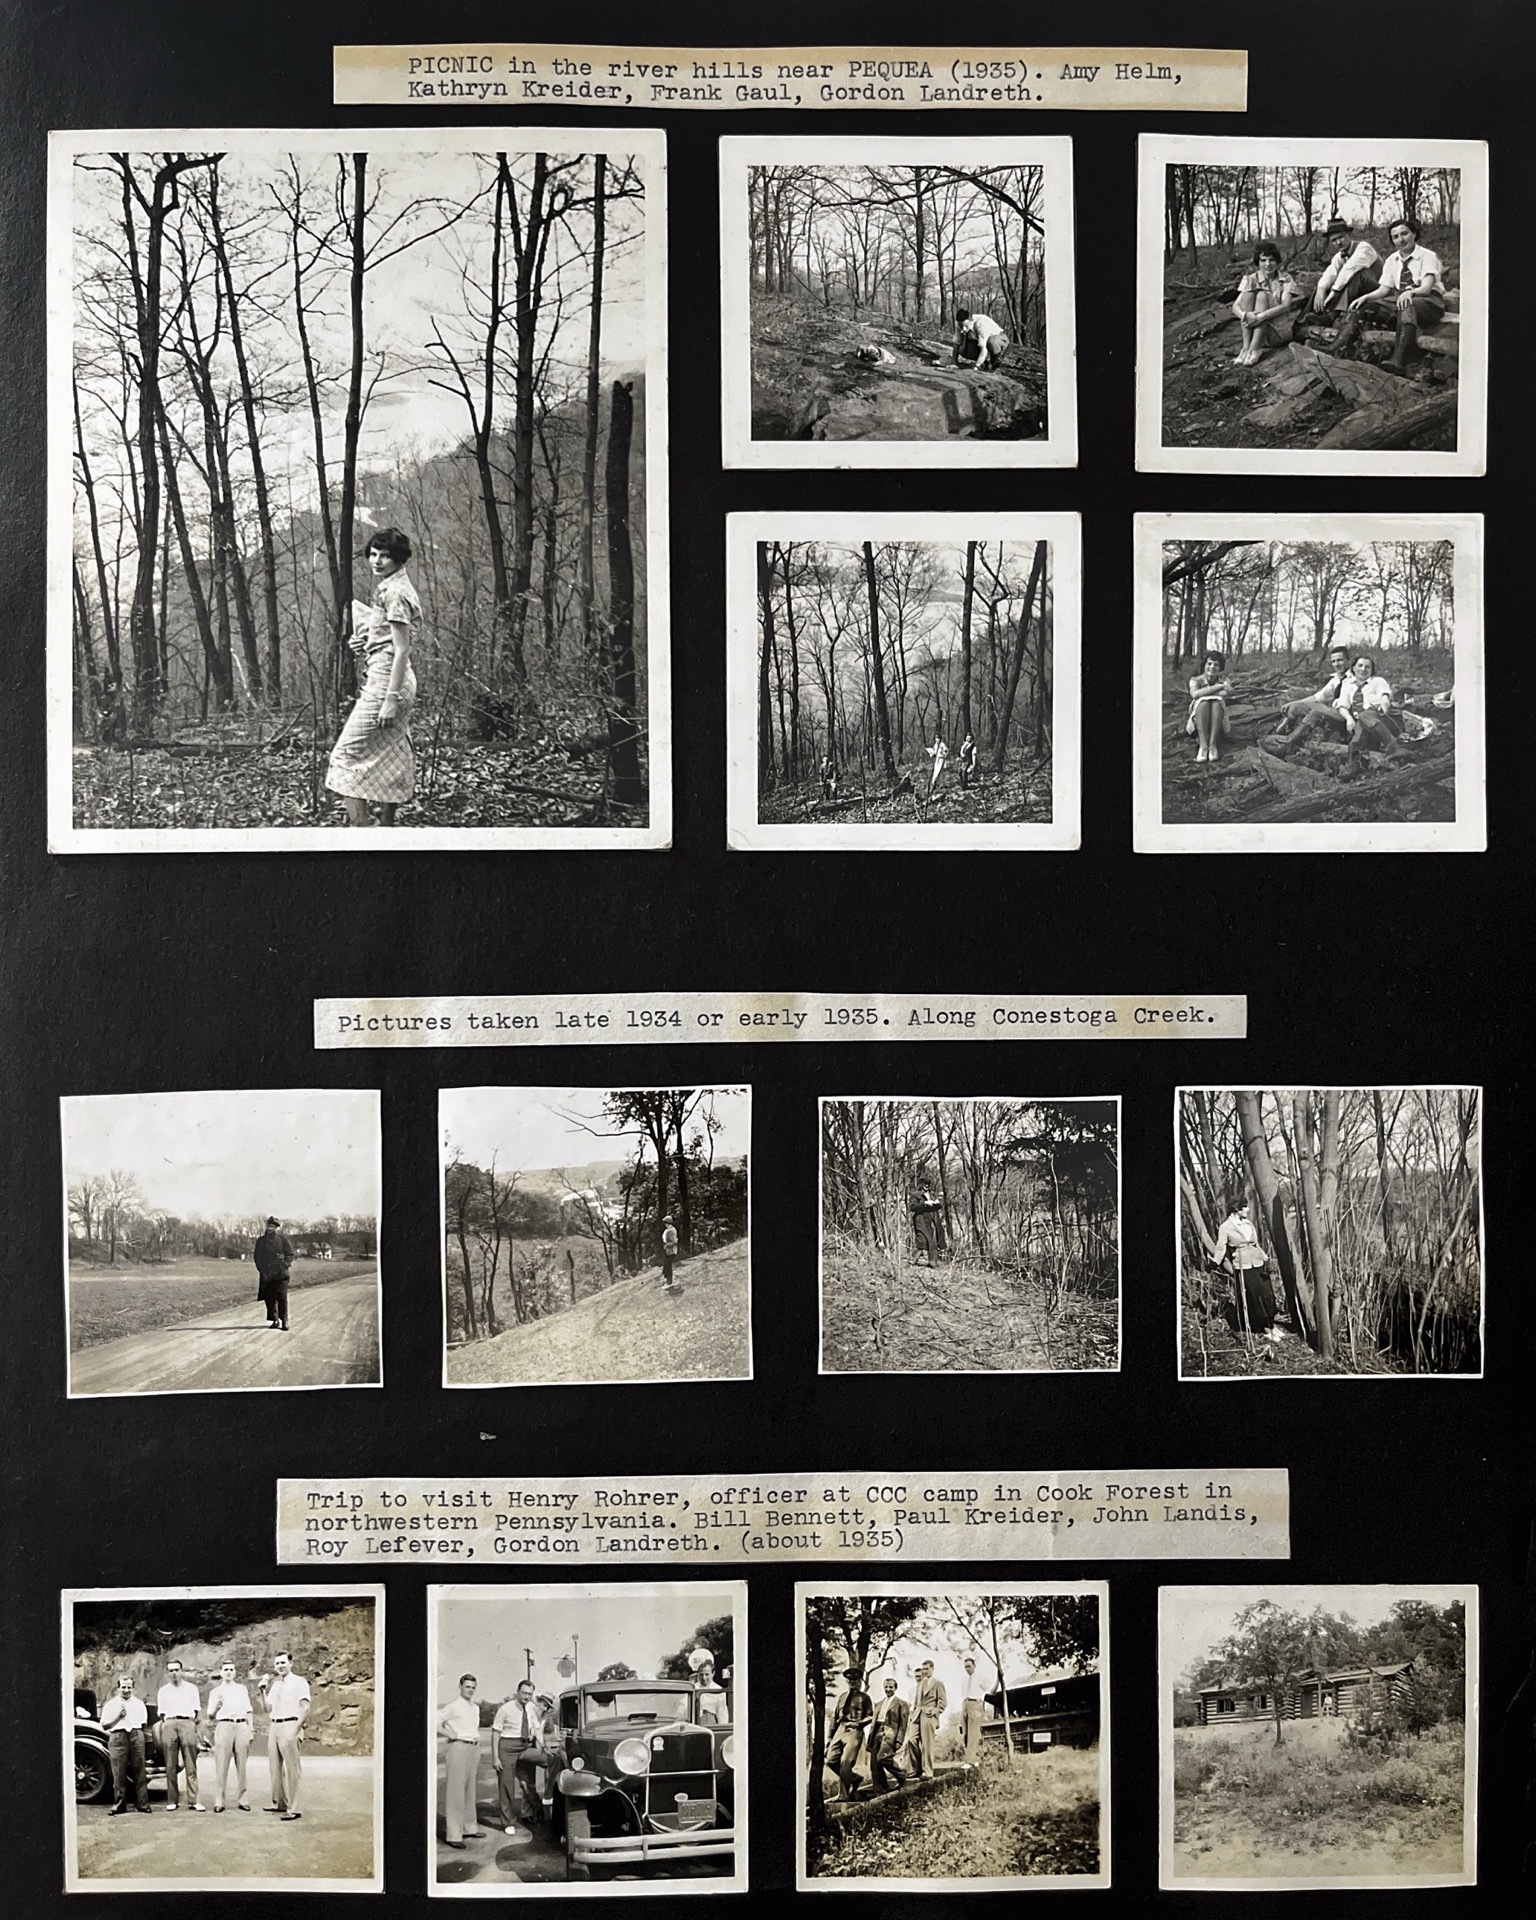 PICNIC in the river hills near PEQUEA (1935). Amy Helm,
Kathryn Kreider, Frank Gaul, Gordon Landreth.
Pictures taken late 1934 or early 1935. Along Conestoga Creek.
Trip to visit Henry Rohrer, officer at CCC camp in Cook Forest in
northwestern Pennsylvania. Bill Bennett, Paul Kreider, John Landis,
Roy Lefever, Gordon Landreth. (about 1935)